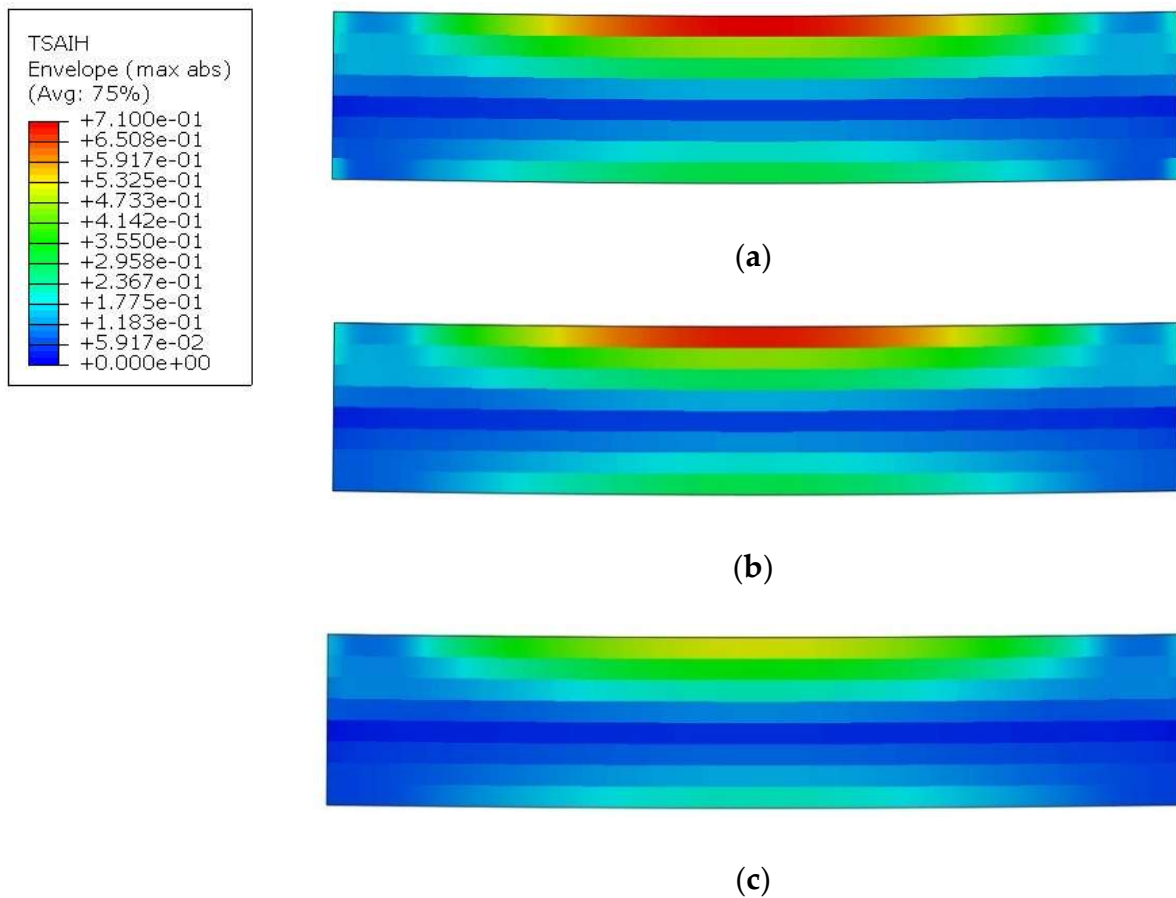 TSAIH
Envelope (max abs)
(Avg: 75%)
+7.100e-01
+6.508e-01
+5.917e-01
+5.325e-01
+4.733e-01
+4.142e-01
+3.550e-01
+2.958e-01
+2.367e-01
+1.775e-01
+1.183e-01
+5.917e-02
+0.000e+00
(a)
(b)
(c)